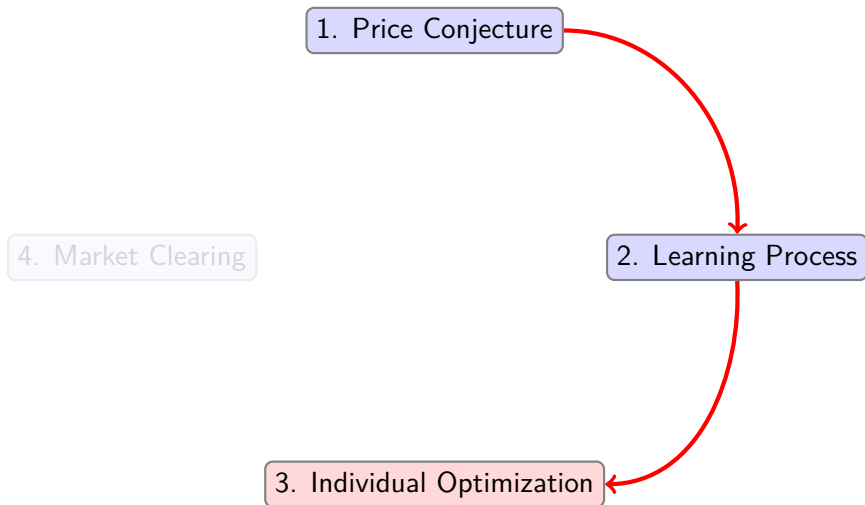 1. Price Conjecture
4. Market Clearing
2. Learning Process
3. Individual Optimization